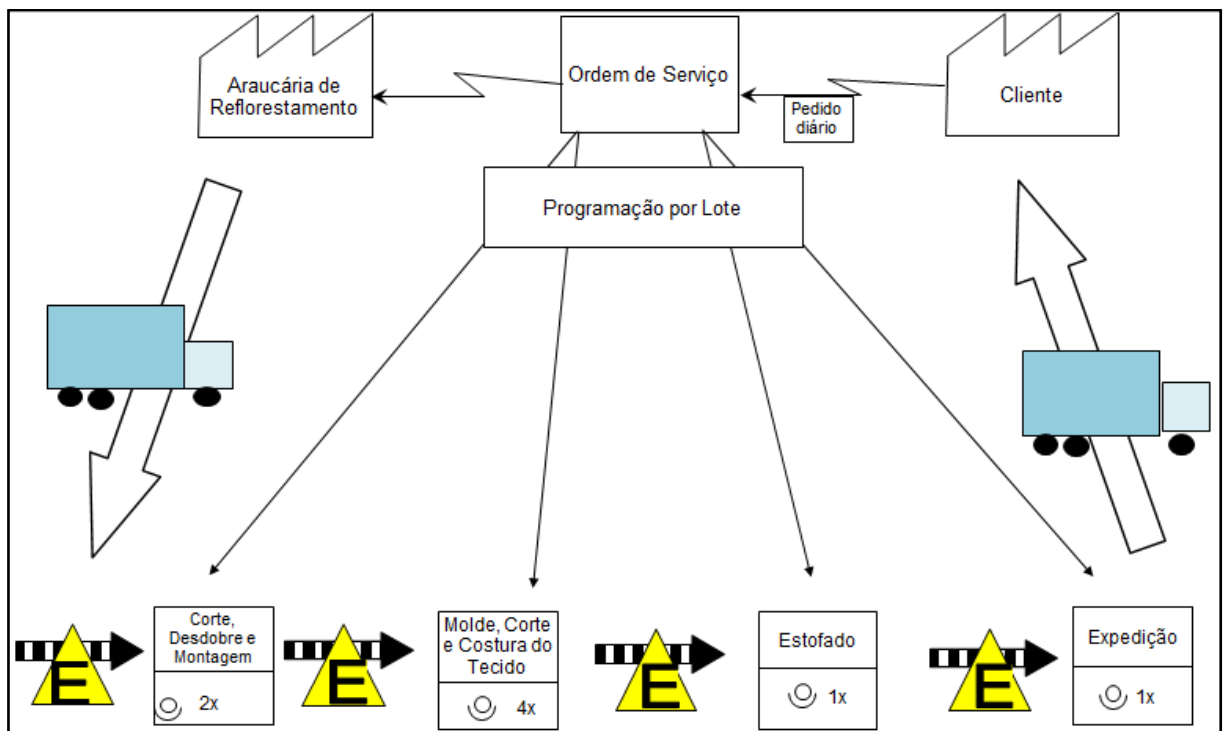 Araucária de
Reflorestamento
Ordem de Serviço
Pedido
diário
Cliente
Programação por Lote
E
Corte,
Desdobre e
Montagem
2x
E
Molde, Corte
e Costura do
Tecido
4x
E
Estofado
1x
E
Expedição
1x